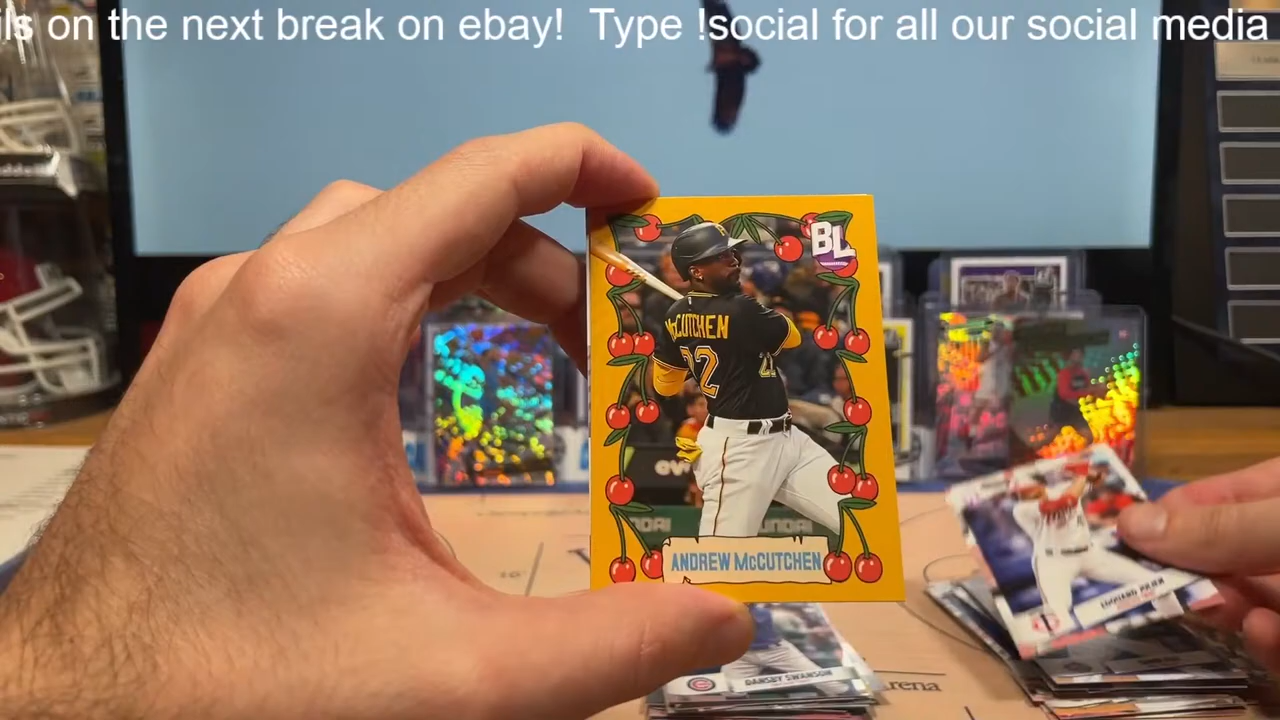 ils on the next break on ebay!  Type !social for all our social media
BL
McCUTCHEN
22
ANDREW McCUTCHEN
DANSBY SWANSON